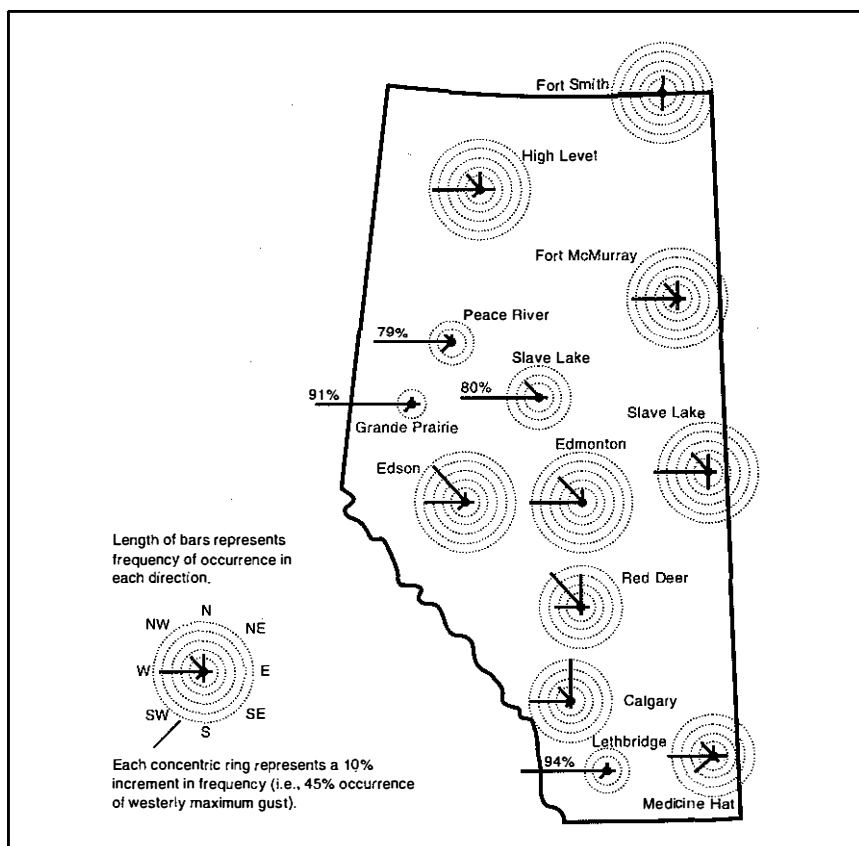 Fort Smith
High Level
Fort McMurray
Peace River
79%
Slave Lake
80%
91%
Grande Prairie
Slave Lake
Edmonton
Edson
Length of bars represents
frequency of occurrence in
each direction.
N
NW
NE
W
E
SW
SE
S
Each concentric ring represents a 10%
increment in frequency (i.e., 45% occurrence
of westerly maximum gust).
Red Deer
Calgary
Lethbridge
94%
Medicine Hat